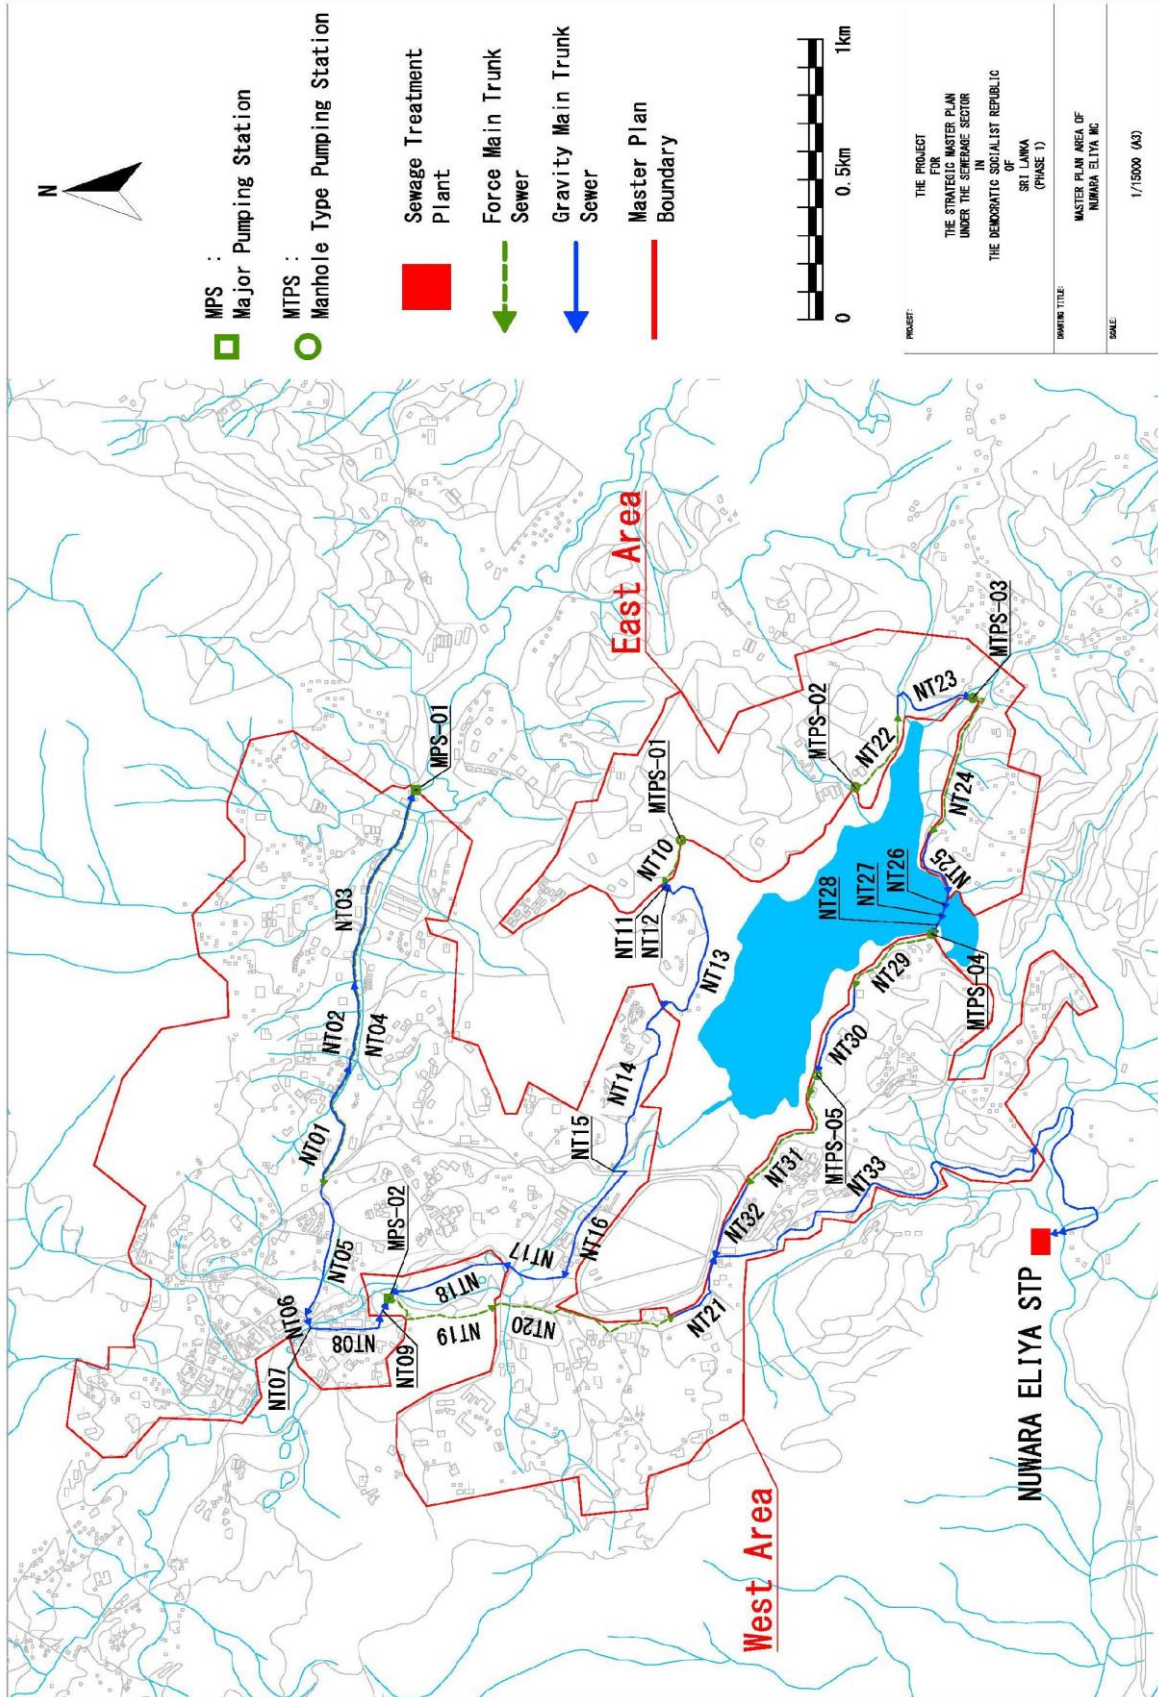 N
MPS :
Major Pumping Station
MTPS :
Manhole Type Pumping Station
Sewage Treatment
Plant
Force Main Trunk
Sewer
Gravity Main Trunk
Sewer
Master Plan
Boundary
0
0.5km
1km
PROJECT:
THE PROJECT
FOR
THE STRATEGIC MASTER PLAN
UNDER THE SEWERAGE SECTOR
IN
THE DEMOCRATIC SOCIALIST REPUBLIC
OF
SRI LANKA
(PHASE 1)
DRAWING TITLE:
MASTER PLAN AREA OF
NUWARA ELIYA MC
SCALE:
1/15000 (A3)
East Area
West Area
MPS-01
NT03
NT02
NT04
NT01
NT05
NT06
NT07
NT08
NT09
MPS-02
NT18
NT19
NT17
NT20
NT16
NT15
NT14
NT13
NT12
NT11
NT10
MTPS-01
MTPS-02
NT22
NT23
MTPS-03
NT24
NT25
NT26
NT27
NT28
MTPS-04
NT29
NT30
MTPS-05
NT31
NT32
NT33
NT21
NUWARA ELIYA STP